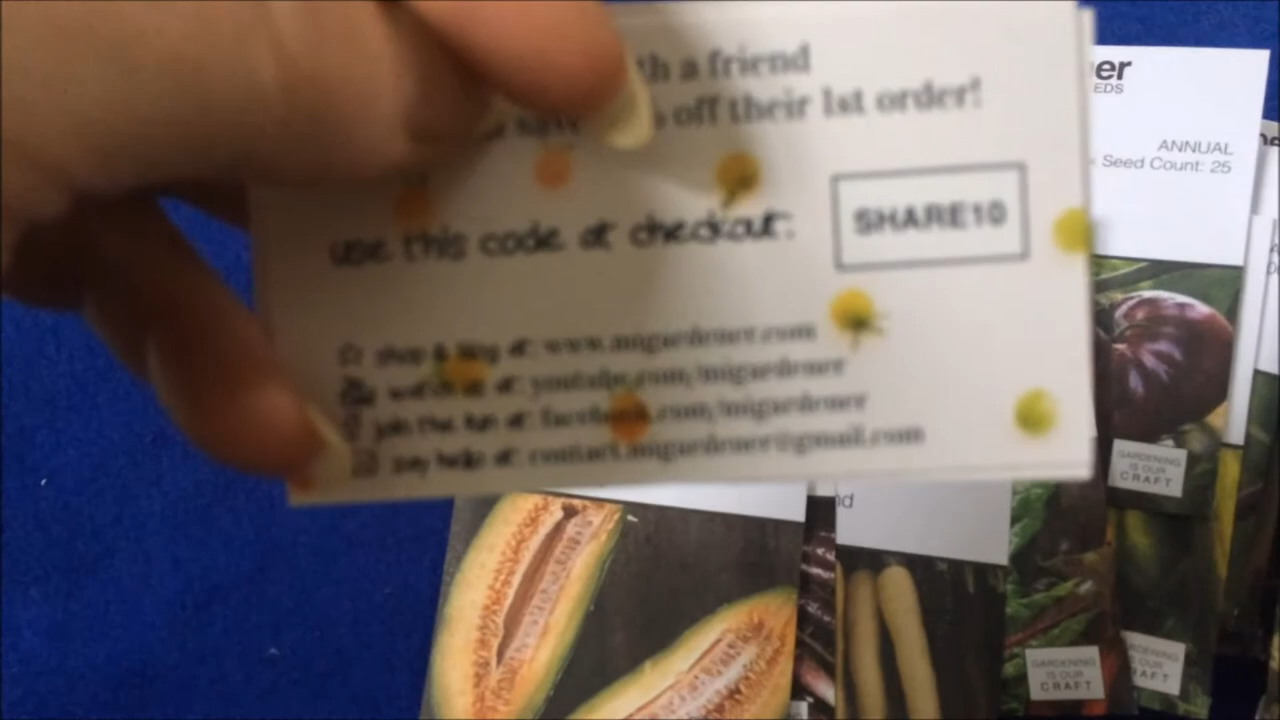 th a friend
off their 1st order!
use this code at checkout:
SHARE10
shop & blog at: www.migardener.com
watch us at: youtube.com/migardener
join the fun at: facebook.com/migardener
say hello at: contact.migardener@gmail.com
er
EDS
ANNUAL
Seed Count: 25
GARDENING
IS OUR
CRAFT
GARDENING
IS OUR
CRAFT
RDENING
IS OUR
CRAFT